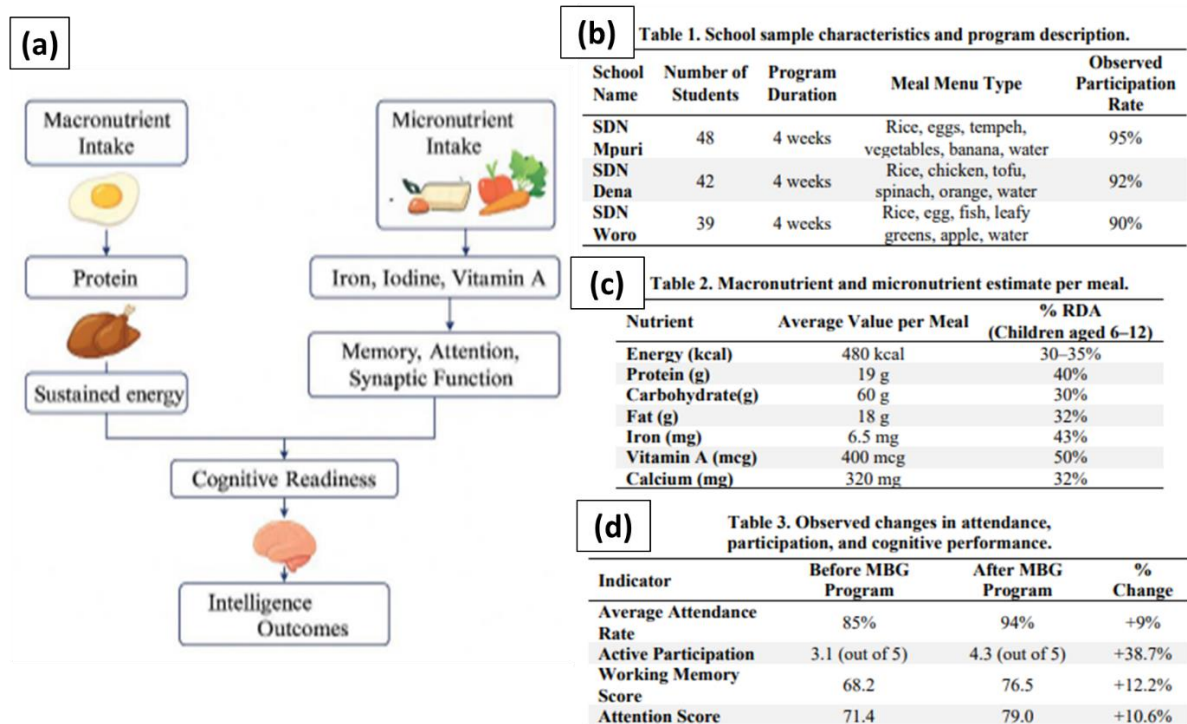 (a)
Macronutrient
Intake
Protein
Sustained energy
Micronutrient
Intake
Iron, Iodine, Vitamin A
Memory, Attention,
Synaptic Function
Cognitive Readiness
Intelligence
Outcomes
(b)
Table 1. School sample characteristics and program description.
School Name | Number of Students | Program Duration | Meal Menu Type | Observed Participation Rate
SDN Mpuri | 48 | 4 weeks | Rice, eggs, tempeh, vegetables, banana, water | 95%
SDN Dena | 42 | 4 weeks | Rice, chicken, tofu, spinach, orange, water | 92%
SDN Woro | 39 | 4 weeks | Rice, egg, fish, leafy greens, apple, water | 90%
(c)
Table 2. Macronutrient and micronutrient estimate per meal.
Nutrient | Average Value per Meal | % RDA (Children aged 6–12)
Energy (kcal) | 480 kcal | 30–35%
Protein (g) | 19 g | 40%
Carbohydrate(g) | 60 g | 30%
Fat (g) | 18 g | 32%
Iron (mg) | 6.5 mg | 43%
Vitamin A (mcg) | 400 mcg | 50%
Calcium (mg) | 320 mg | 32%
(d)
Table 3. Observed changes in attendance,
participation, and cognitive performance.
Indicator | Before MBG Program | After MBG Program | % Change
Average Attendance Rate | 85% | 94% | +9%
Active Participation | 3.1 (out of 5) | 4.3 (out of 5) | +38.7%
Working Memory Score | 68.2 | 76.5 | +12.2%
Attention Score | 71.4 | 79.0 | +10.6%